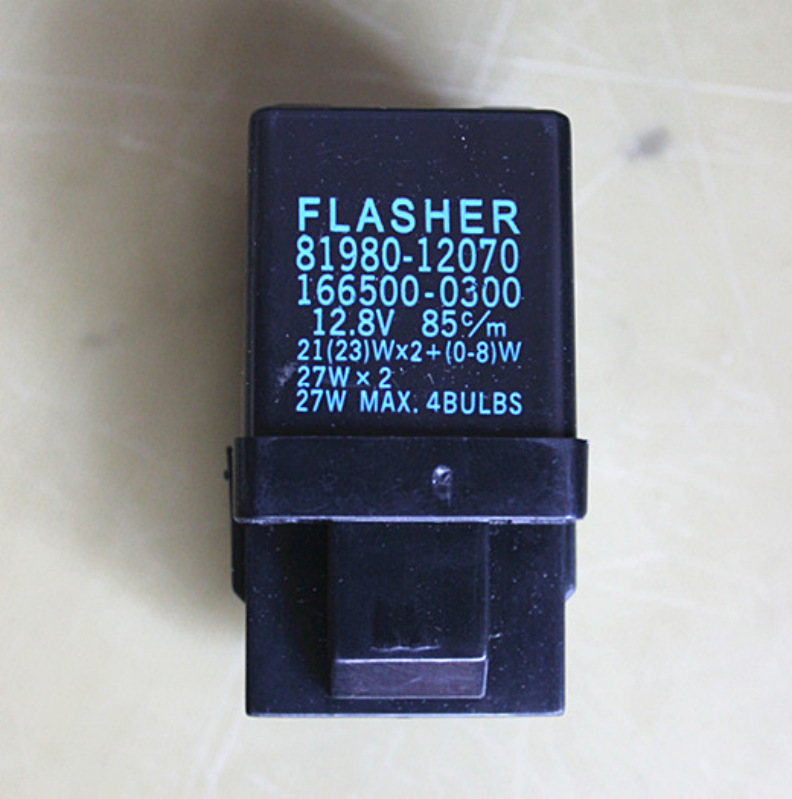 FLASHER
81980-12070
166500-0300
12.8V 85c/m
21(23)W×2+(0-8)W
27W×2
27W MAX. 4BULBS